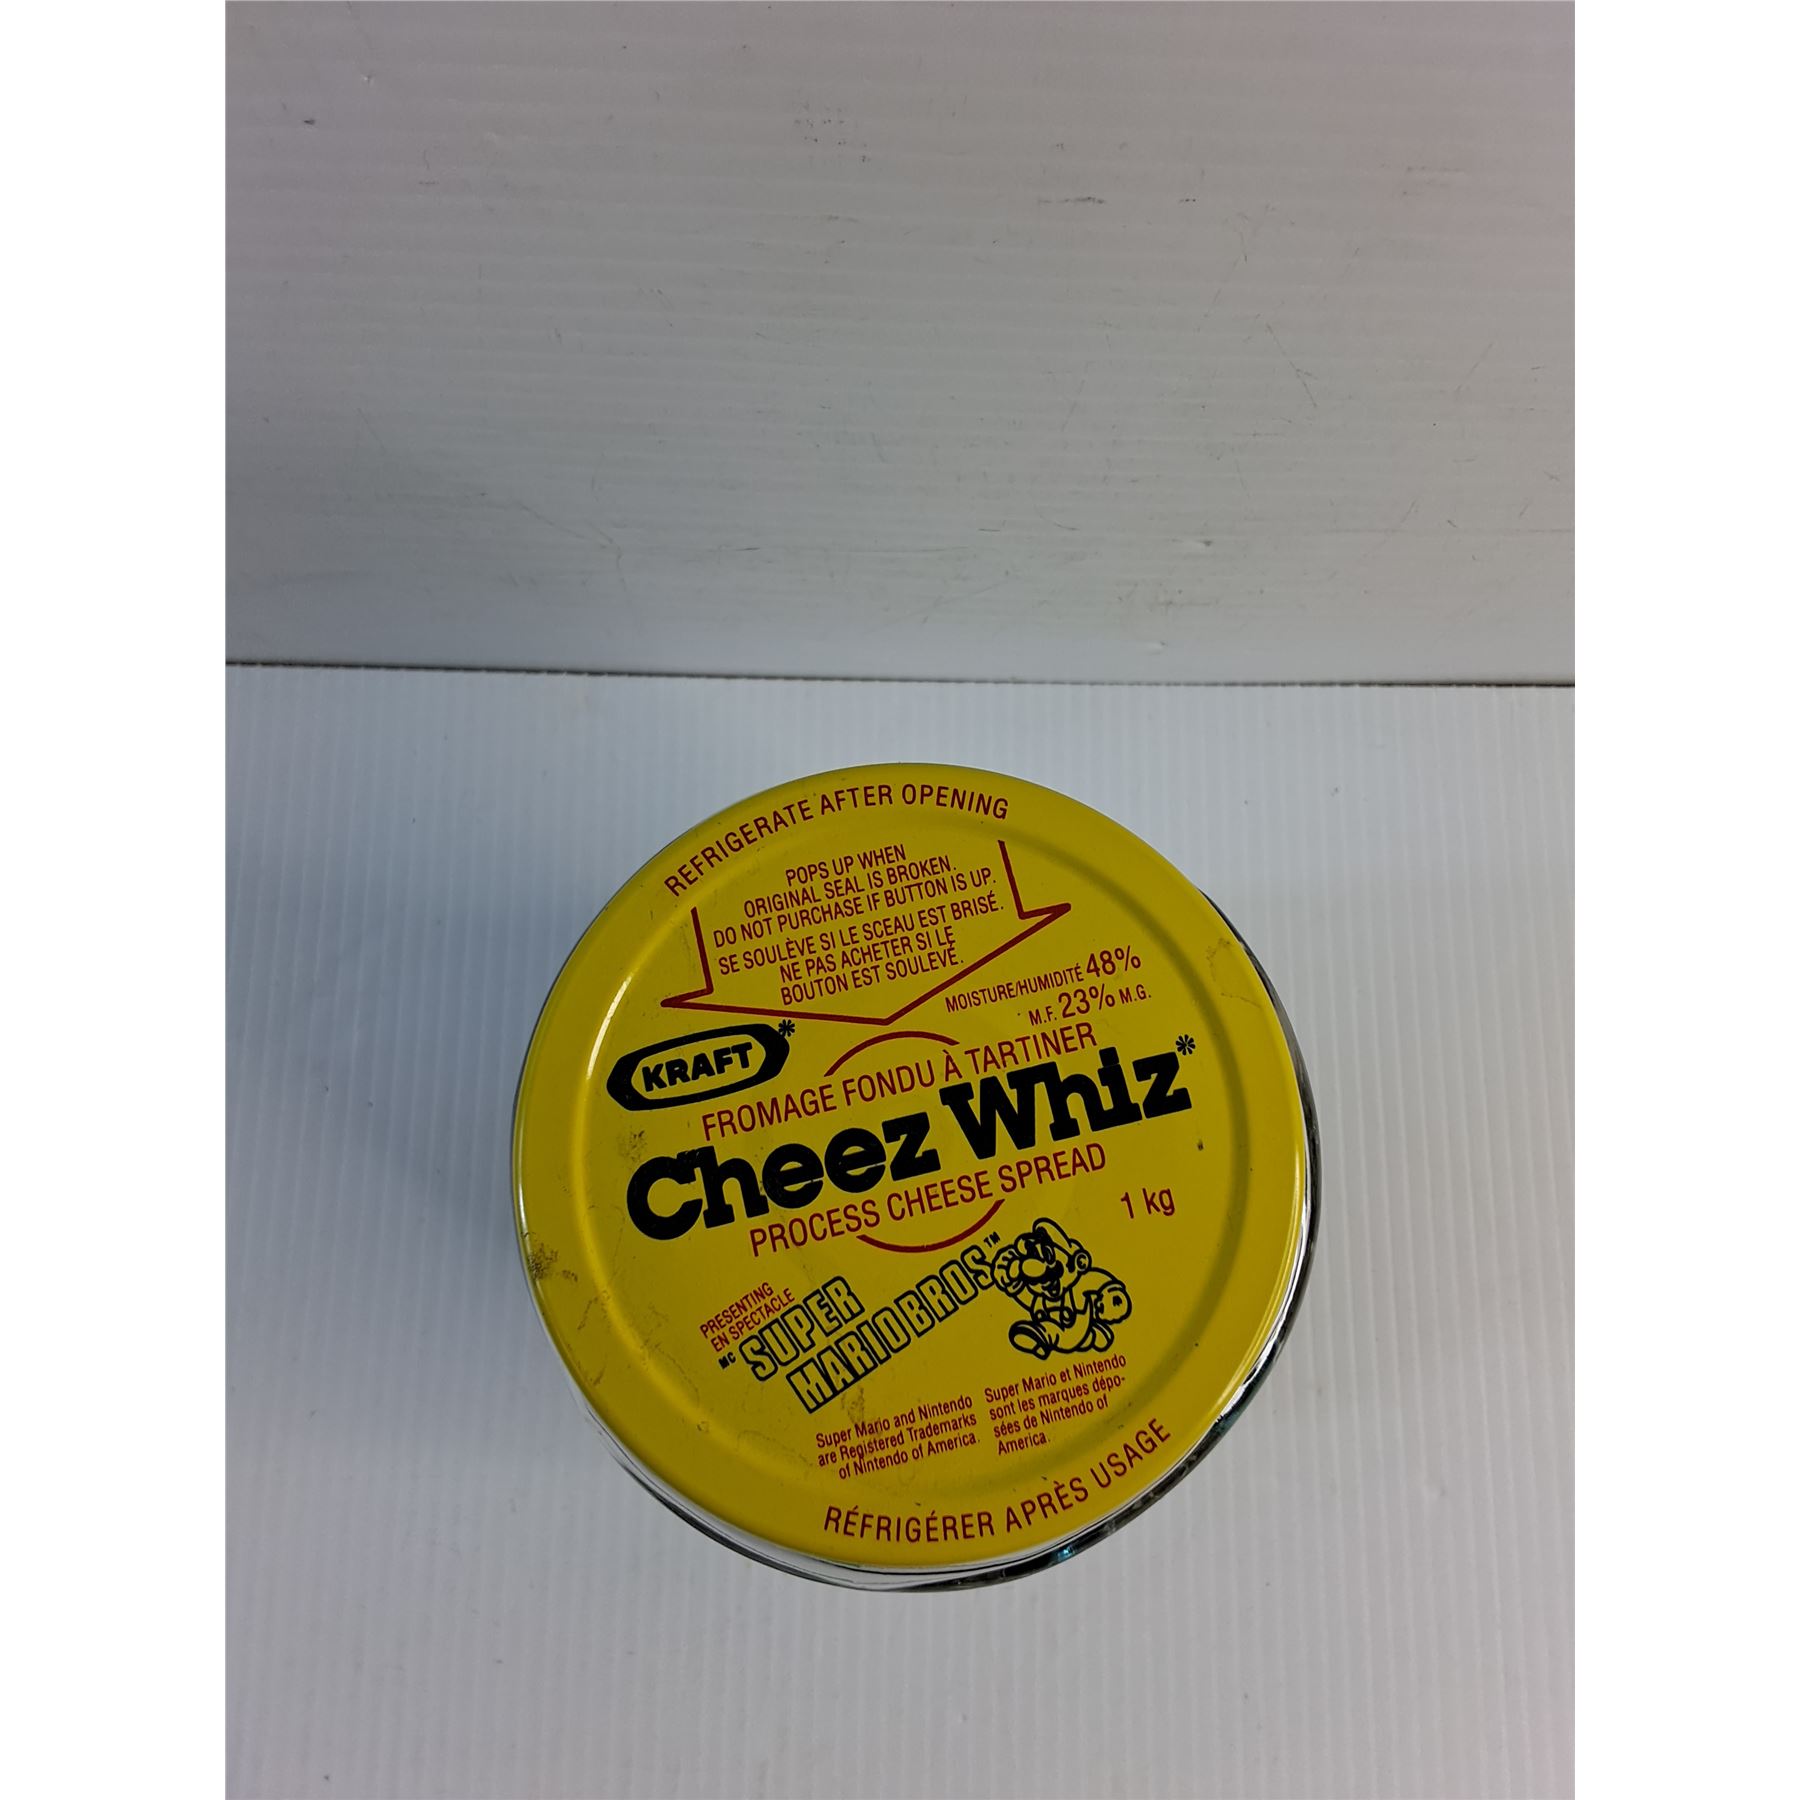 REFRIGERATE AFTER OPENING
POPS UP WHEN
ORIGINAL SEAL IS BROKEN.
DO NOT PURCHASE IF BUTTON IS UP.
SE SOULÈVE SI LE SCEAU EST BRISÉ.
NE PAS ACHETER SI LE
BOUTON EST SOULEVÉ.
MOISTURE/HUMIDITÉ 48%
M.F. 23% M.G.
KRAFT*
FROMAGE FONDU À TARTINER
Cheez Whiz*
PROCESS CHEESE SPREAD
1 kg
PRESENTING
EN SPECTACLE
MC SUPER
MARIO BROS™
Super Mario and Nintendo
are Registered Trademarks
of Nintendo of America.
Super Mario et Nintendo
sont les marques dépo-
sées de Nintendo of
America.
RÉFRIGÉRER APRÈS USAGE